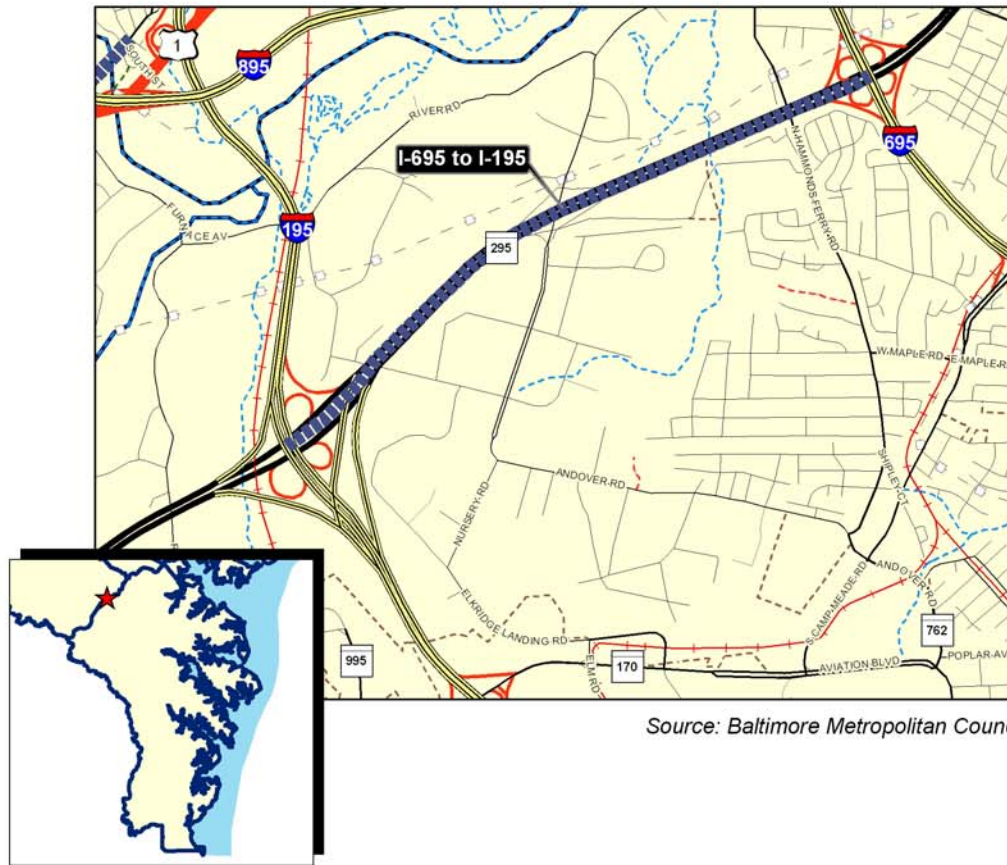 1
SOUTH ST
895
RIVER RD
I-695 to I-195
695
N HAMMONDS FERRY RD
FURN
ACE AV
195
295
W MAPLE RD
E MAPLE R
SHIPLEY CT
ANDOVER RD
NURSERY RD
ELKRIDGE LANDING RD
S CAMP MEADE RD
ANDOVER RD
762
995
ELM RD
170
AVIATION BLVD
POPLAR AV
Source: Baltimore Metropolitan Counc